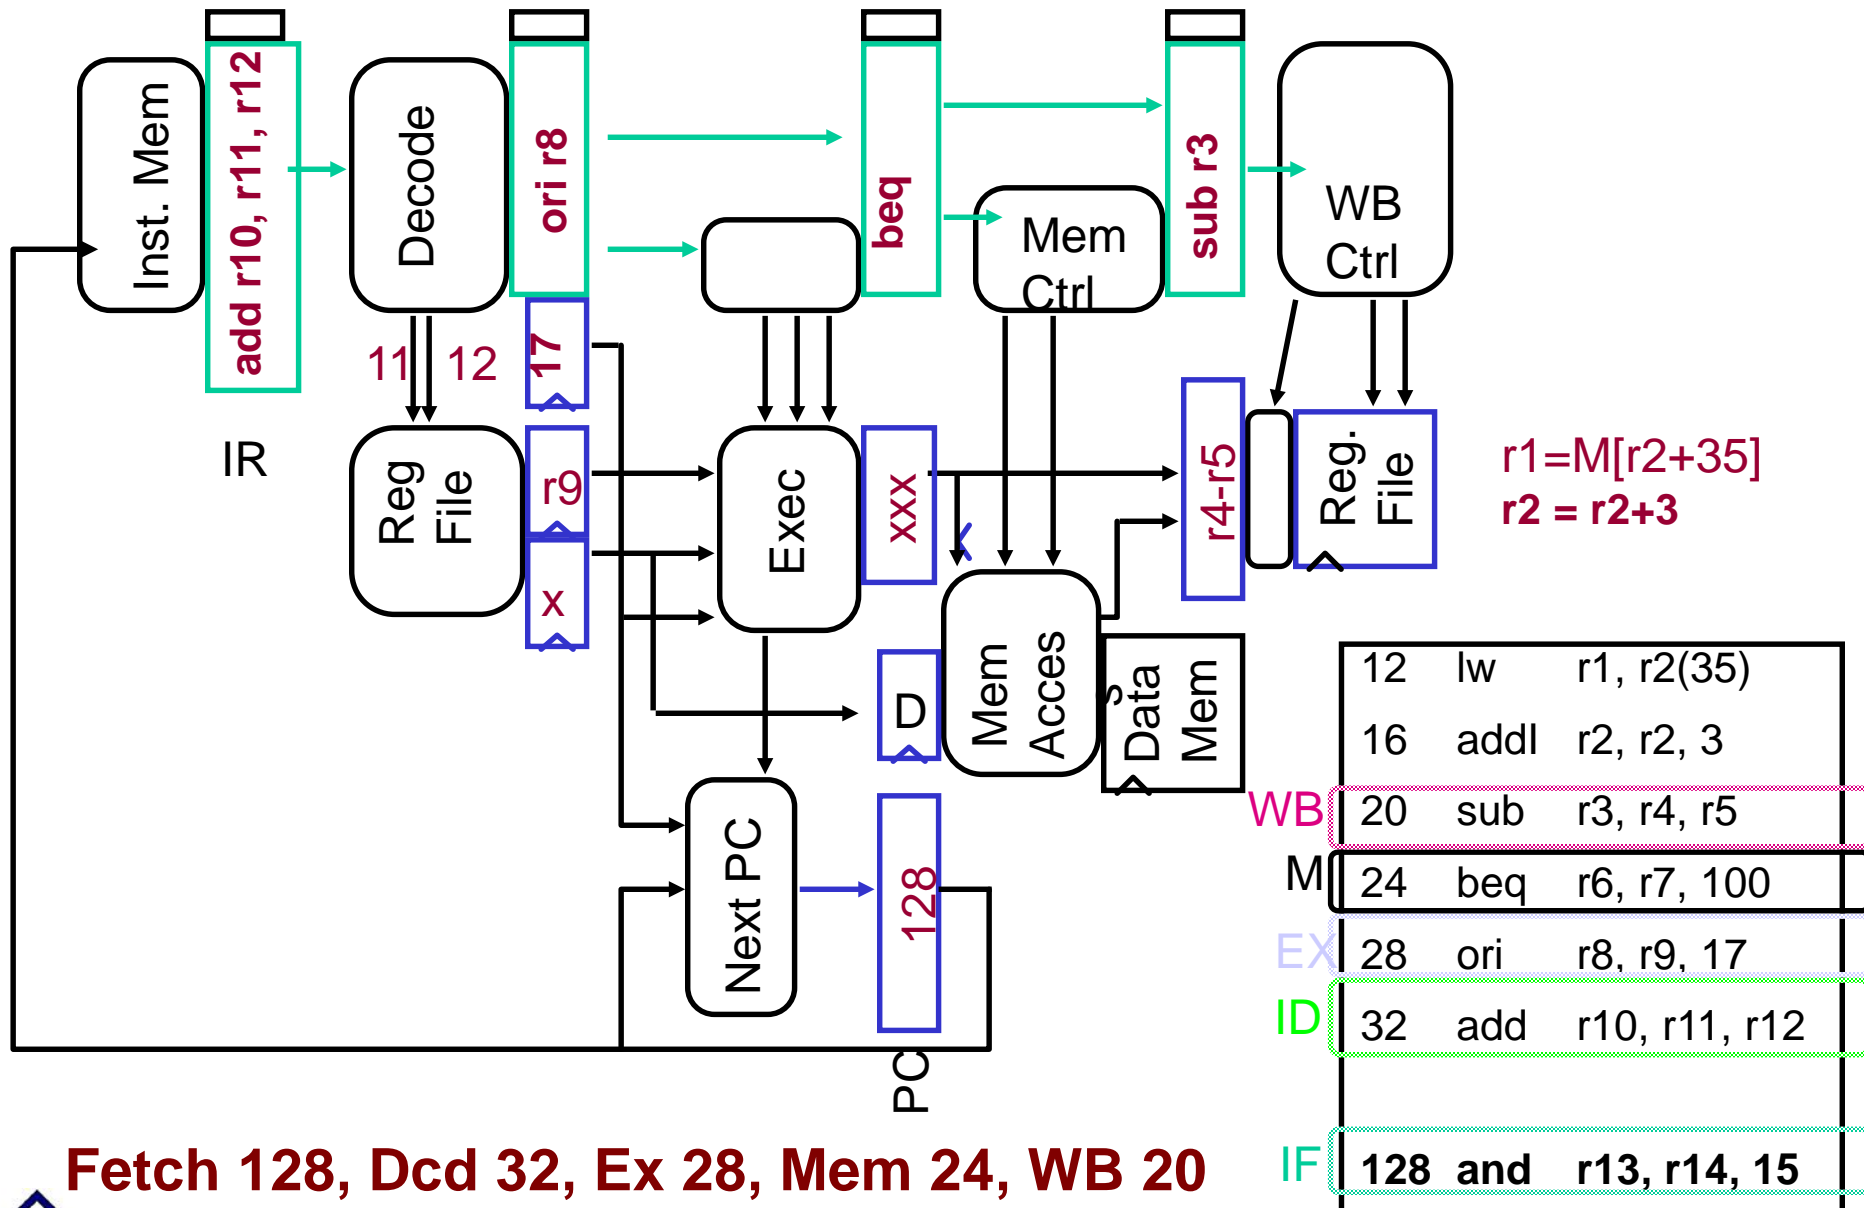 Inst. Mem
add r10, r11, r12
Decode
ori r8
beq
Mem
Ctrl
sub r3
WB
Ctrl
11
12
17
IR
Reg
File
r9
x
Exec
xxx
r4-r5
Reg.
File
r1=M[r2+35]
r2 = r2+3
D
Mem
Acces
s
Data
Mem
Next PC
128
PC
12 lw r1, r2(35)
16 addI r2, r2, 3
WB 20 sub r3, r4, r5
M 24 beq r6, r7, 100
EX 28 ori r8, r9, 17
ID 32 add r10, r11, r12
IF 128 and r13, r14, 15
Fetch 128, Dcd 32, Ex 28, Mem 24, WB 20